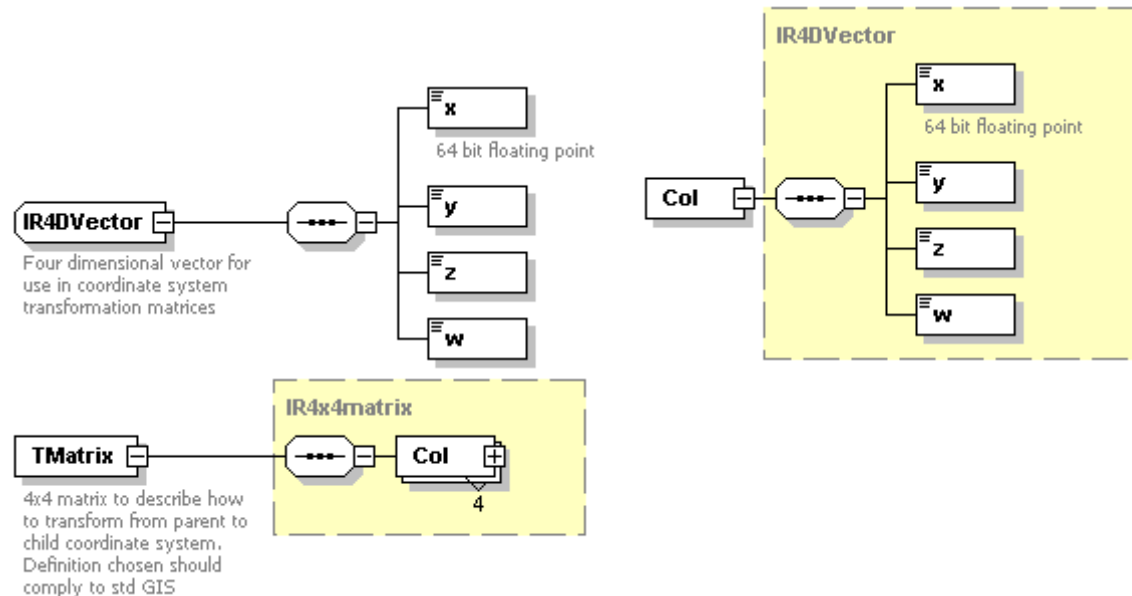 IR4DVector
Four dimensional vector for
use in coordinate system
transformation matrices
x
64 bit floating point
y
z
w
Col
IR4DVector
x
64 bit floating point
y
z
w
TMatrix
4x4 matrix to describe how
to transform from parent to
child coordinate system.
Definition chosen should
comply to std GIS
IR4x4matrix
Col
4